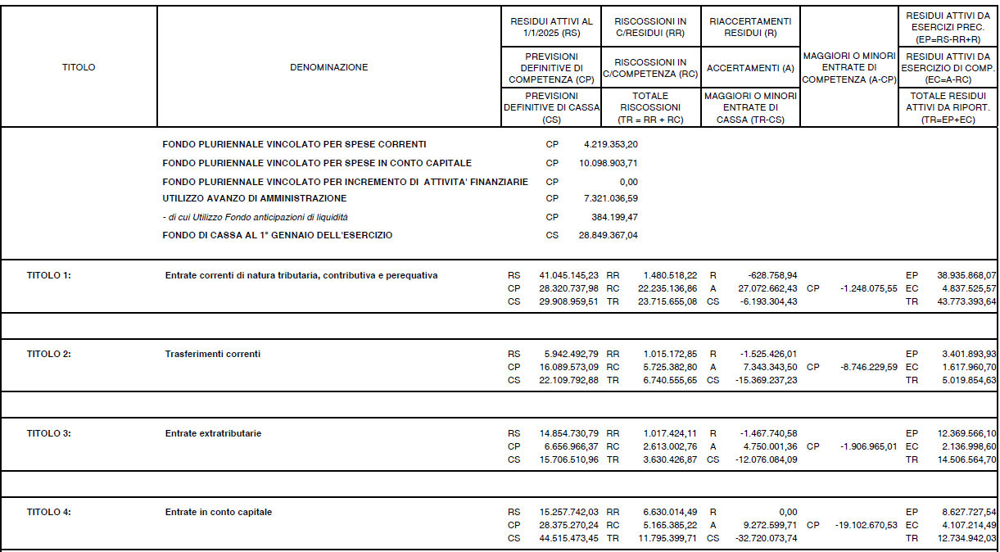 TITOLO
DENOMINAZIONE
RESIDUI ATTIVI AL
1/1/2025 (RS)
RISCOSSIONI IN
C/RESIDUI (RR)
RIACCERTAMENTI
RESIDUI (R)
MAGGIORI O MINORI
ENTRATE DI
COMPETENZA (A-CP)
RESIDUI ATTIVI DA
ESERCIZI PREC.
(EP=RS-RR+R)
PREVISIONI
DEFINITIVE DI
COMPETENZA (CP)
RISCOSSIONI IN
C/COMPETENZA (RC)
ACCERTAMENTI (A)
RESIDUI ATTIVI DA
ESERCIZIO DI COMP.
(EC=A-RC)
PREVISIONI
DEFINITIVE DI CASSA
(CS)
TOTALE
RISCOSSIONI
(TR = RR + RC)
MAGGIORI O MINORI
ENTRATE DI
CASSA (TR-CS)
TOTALE RESIDUI
ATTIVI DA RIPORT.
(TR=EP+EC)
FONDO PLURIENNALE VINCOLATO PER SPESE CORRENTI CP 4.219.353,20
FONDO PLURIENNALE VINCOLATO PER SPESE IN CONTO CAPITALE CP 10.098.903,71
FONDO PLURIENNALE VINCOLATO PER INCREMENTO DI ATTIVITA' FINANZIARIE CP 0,00
UTILIZZO AVANZO DI AMMINISTRAZIONE CP 7.321.036,59
- di cui Utilizzo Fondo anticipazioni di liquidità CP 384.199,47
FONDO DI CASSA AL 1° GENNAIO DELL'ESERCIZIO CS 28.849.367,04
TITOLO 1: Entrate correnti di natura tributaria, contributiva e perequativa RS 41.045.145,23 RR 1.480.518,22 R -628.758,94 EP 38.935.868,07
CP 28.320.737,98 RC 22.235.136,86 A 27.072.662,43 CP -1.248.075,55 EC 4.837.525,57
CS 29.908.959,51 TR 23.715.655,08 CS -6.193.304,43 TR 43.773.393,64
TITOLO 2: Trasferimenti correnti RS 5.942.492,79 RR 1.015.172,85 R -1.525.426,01 EP 3.401.893,93
CP 16.089.573,09 RC 5.725.382,80 A 7.343.343,50 CP -8.746.229,59 EC 1.617.960,70
CS 22.109.792,88 TR 6.740.555,65 CS -15.369.237,23 TR 5.019.854,63
TITOLO 3: Entrate extratributarie RS 14.854.730,79 RR 1.017.424,11 R -1.467.740,58 EP 12.369.566,10
CP 6.656.966,37 RC 2.613.002,76 A 4.750.001,36 CP -1.906.965,01 EC 2.136.998,60
CS 15.706.510,96 TR 3.630.426,87 CS -12.076.084,09 TR 14.506.564,70
TITOLO 4: Entrate in conto capitale RS 15.257.742,03 RR 6.630.014,49 R 0,00 EP 8.627.727,54
CP 28.375.270,24 RC 5.165.385,22 A 9.272.599,71 CP -19.102.670,53 EC 4.107.214,49
CS 44.515.473,45 TR 11.795.399,71 CS -32.720.073,74 TR 12.734.942,03